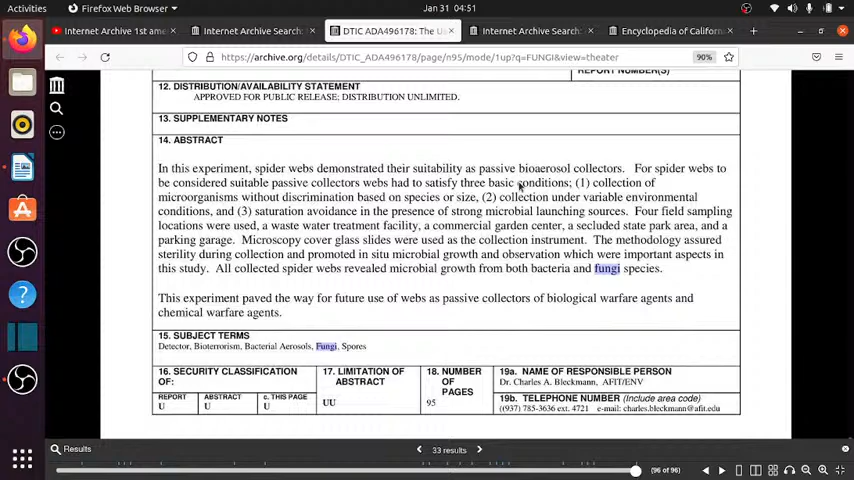 Activities
Firefox Web Browser
Jan 31 04:51
Internet Archive 1st ame
Internet Archive Search:
DTIC ADA496178: The Us
Internet Archive Search:
Encyclopedia of Californ
https://archive.org/details/DTIC_ADA496178/page/n95/mode/1up?q=FUNGI&view=theater
90%
REPORT NUMBER(S)
12. DISTRIBUTION/AVAILABILITY STATEMENT
APPROVED FOR PUBLIC RELEASE; DISTRIBUTION UNLIMITED.
13. SUPPLEMENTARY NOTES
14. ABSTRACT
In this experiment, spider webs demonstrated their suitability as passive bioaerosol collectors. For spider webs to
be considered suitable passive collectors webs had to satisfy three basic conditions; (1) collection of
microorganisms without discrimination based on species or size, (2) collection under variable environmental
conditions, and (3) saturation avoidance in the presence of strong microbial launching sources. Four field sampling
locations were used, a waste water treatment facility, a commercial garden center, a secluded state park area, and a
parking garage. Microscopy cover glass slides were used as the collection instrument. The methodology assured
sterility during collection and promoted in situ microbial growth and observation which were important aspects in
this study. All collected spider webs revealed microbial growth from both bacteria and fungi species.
This experiment paved the way for future use of webs as passive collectors of biological warfare agents and
chemical warfare agents.
15. SUBJECT TERMS
Detector, Bioterrorism, Bacterial Aerosols, Fungi, Spores
16. SECURITY CLASSIFICATION
OF:
REPORT
U
ABSTRACT
U
c. THIS PAGE
U
17. LIMITATION OF
ABSTRACT
UU
18. NUMBER
OF
PAGES
95
19a. NAME OF RESPONSIBLE PERSON
Dr. Charles A. Bleckmann, AFIT/ENV
19b. TELEPHONE NUMBER (Include area code)
((937) 785-3636 ext. 4721 e-mail: charles.bleckmann@afit.edu
Results
33 results
(96 of 96)